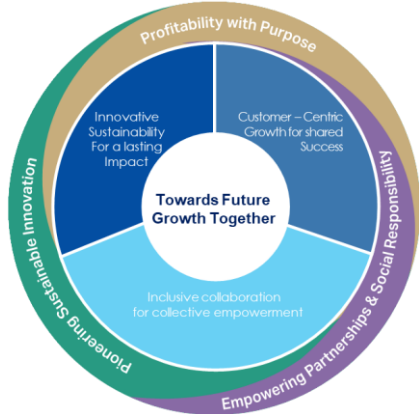 Profitability with Purpose
Innovative
Sustainability
For a lasting
Impact
Customer – Centric
Growth for shared
Success
Towards Future
Growth Together
Inclusive collaboration
for collective empowerment
Pioneering Sustainable Innovation
Empowering Partnerships & Social Responsibility